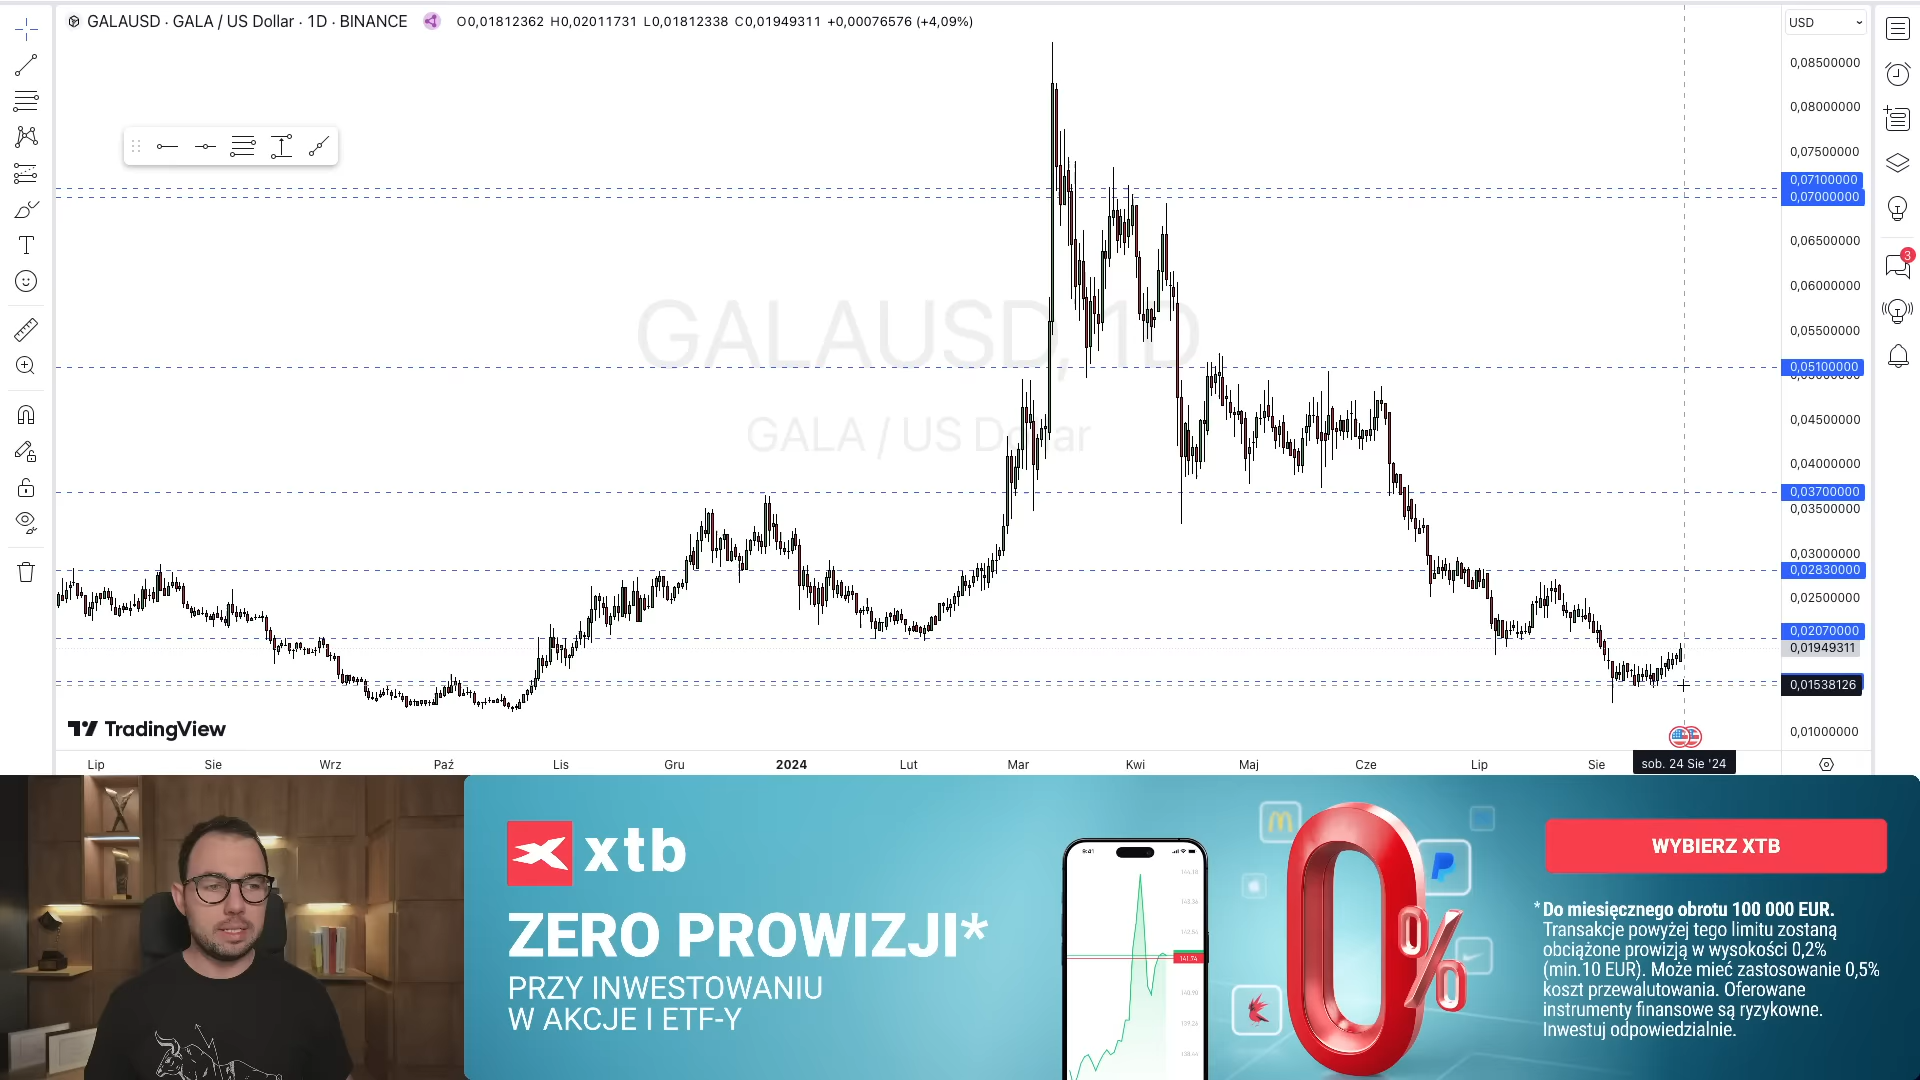 GALAUSD · GALA / US Dollar · 1D · BINANCE O0,01812362 H0,02011731 L0,01812338 C0,01949311 +0,00076576 (+4,09%)
USD
0,08500000
0,08000000
0,07500000
0,07100000
0,07000000
0,06500000
0,06000000
0,05500000
0,05100000
0,04500000
0,04000000
0,03700000
0,03500000
0,03000000
0,02830000
0,02500000
0,02070000
0,01949311
0,01538126
0,01000000
3
GALAUSD, 1D
GALA / US Dollar
TradingView
Lip Sie Wrz Paź Lis Gru 2024 Lut Mar Kwi Maj Cze Lip Sie sob. 24 Sie '24
xtb
ZERO PROWIZJI*
PRZY INWESTOWANIU
W AKCJE I ETF-Y
9:41
141.74
0%
WYBIERZ XTB
*Do miesięcznego obrotu 100 000 EUR.
Transakcje powyżej tego limitu zostaną
obciążone prowizją w wysokości 0,2%
(min.10 EUR). Może mieć zastosowanie 0,5%
koszt przewalutowania. Oferowane
instrumenty finansowe są ryzykowne.
Inwestuj odpowiedzialnie.